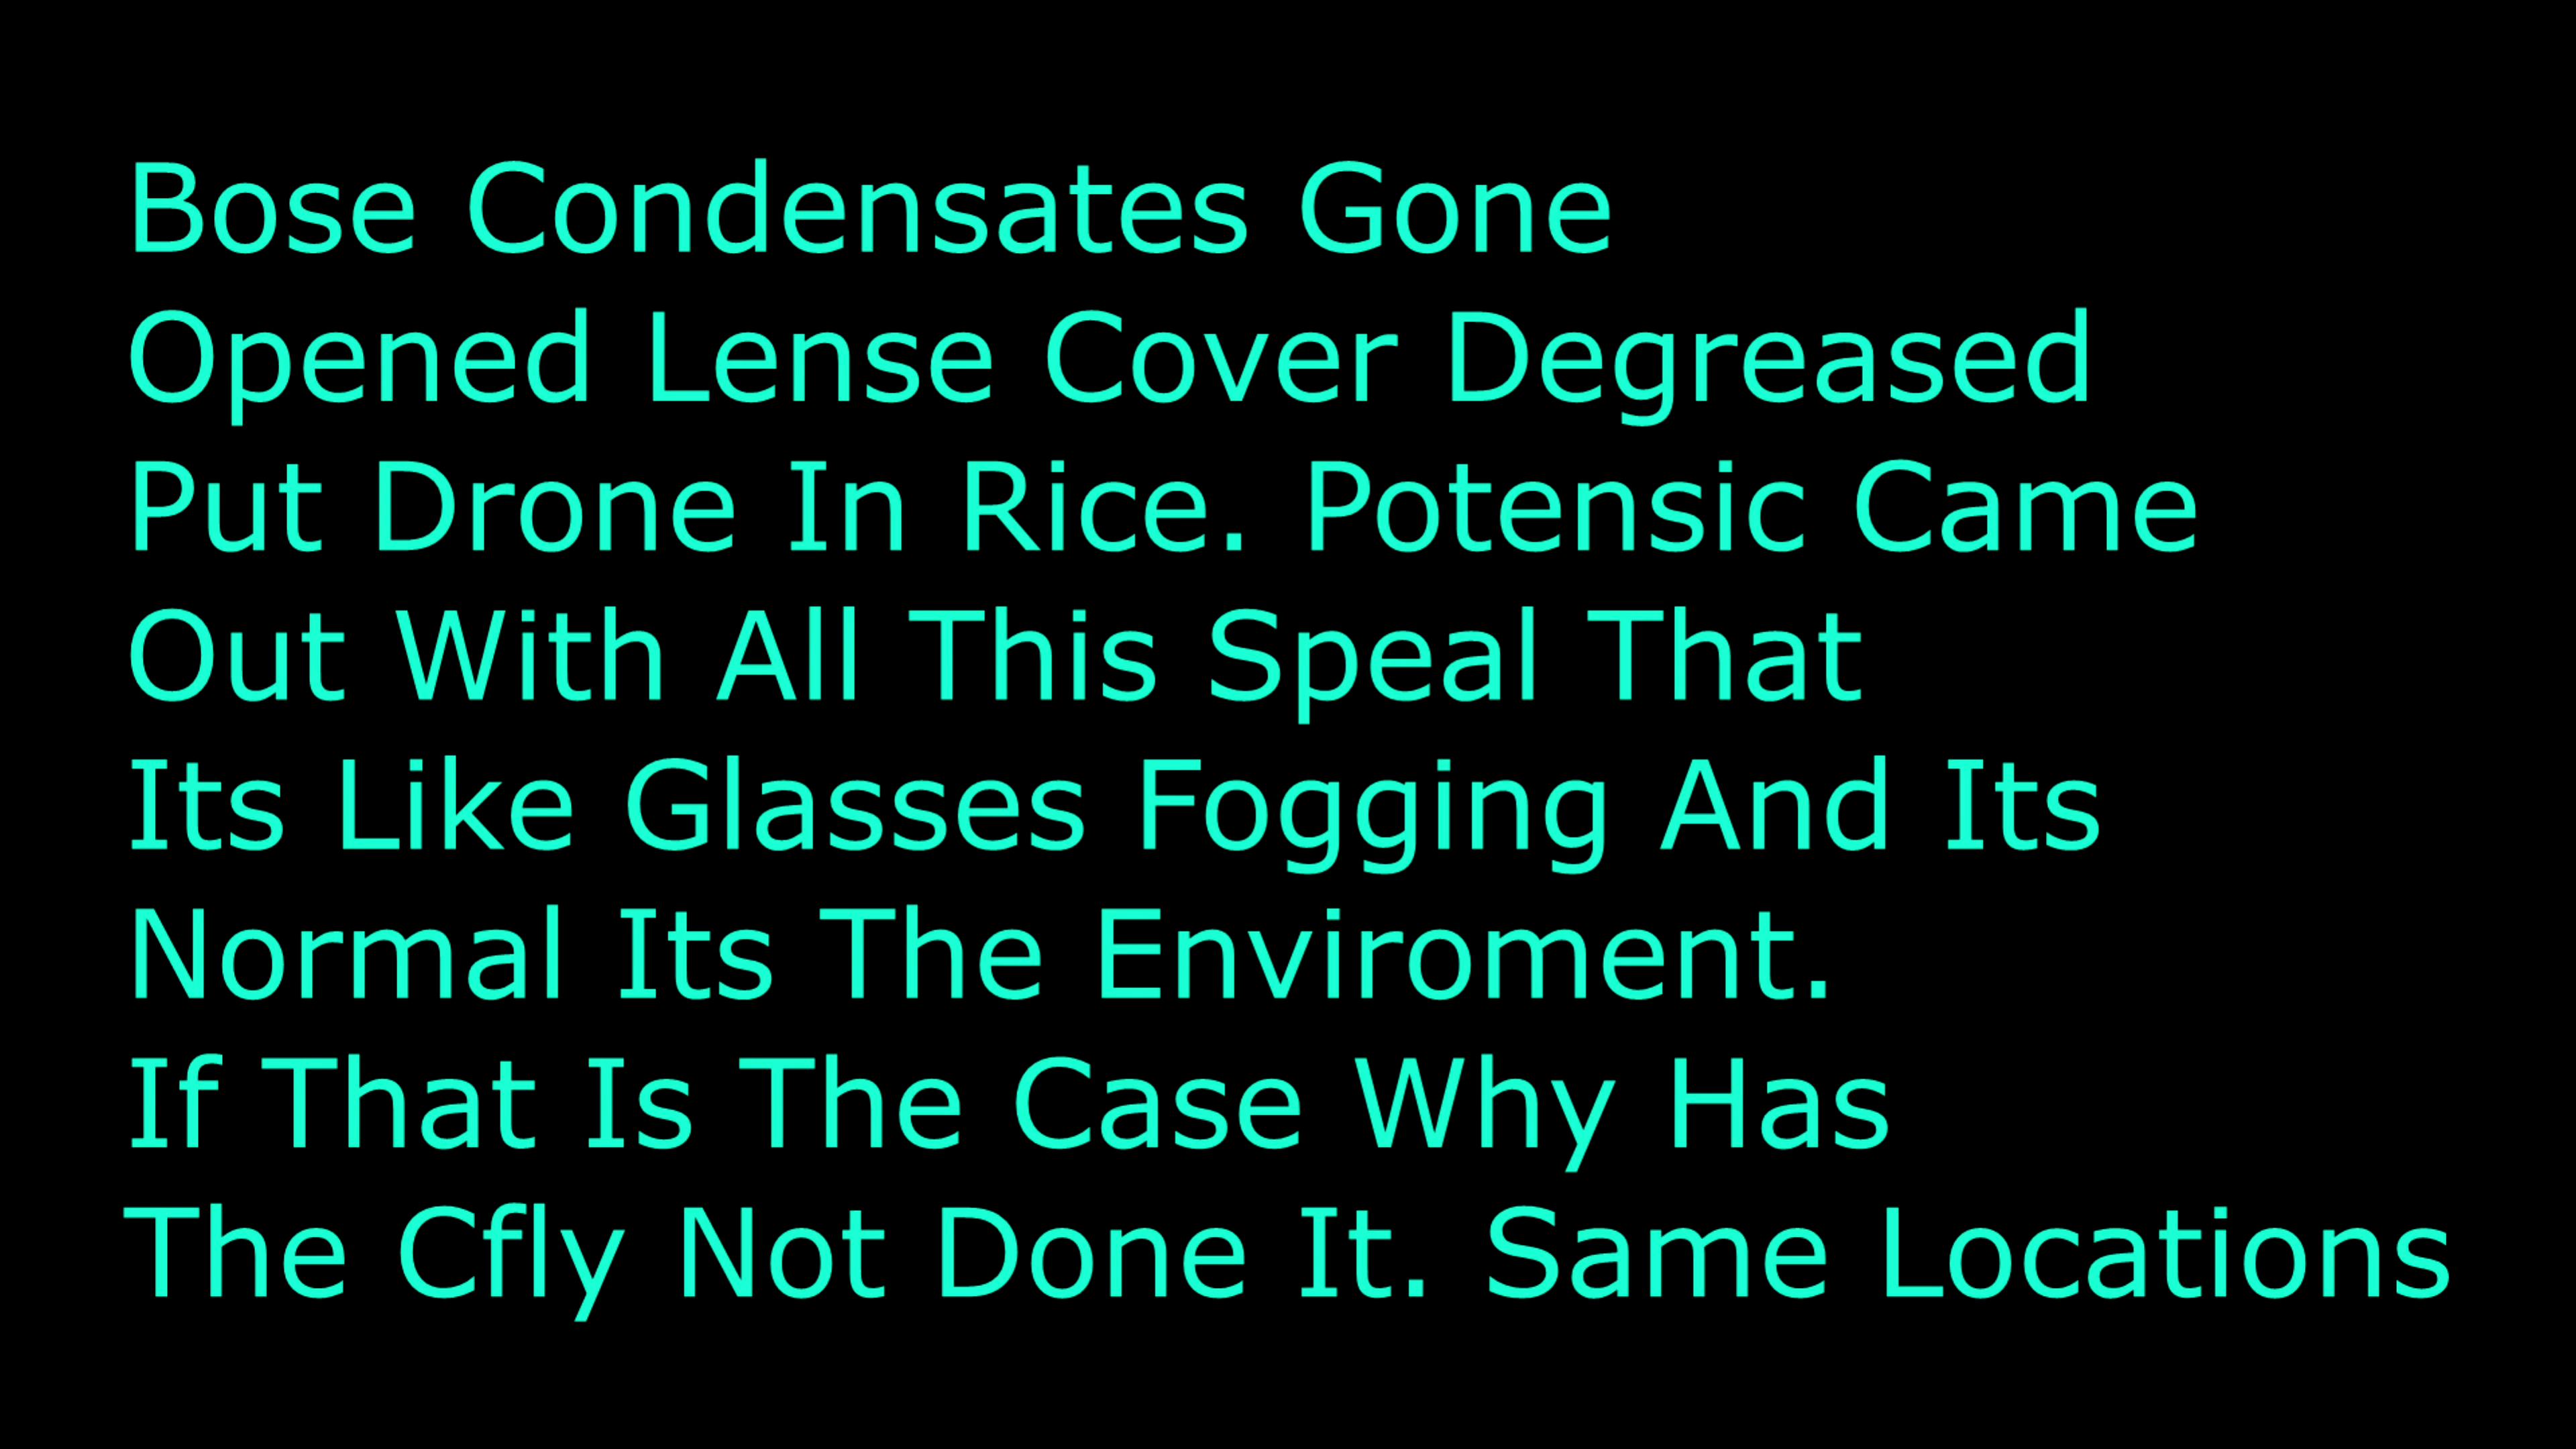 Bose Condensates Gone
Opened Lense Cover Degreased
Put Drone In Rice. Potensic Came
Out With All This Speal That
Its Like Glasses Fogging And Its
Normal Its The Enviroment.
If That Is The Case Why Has
The Cfly Not Done It. Same Locations